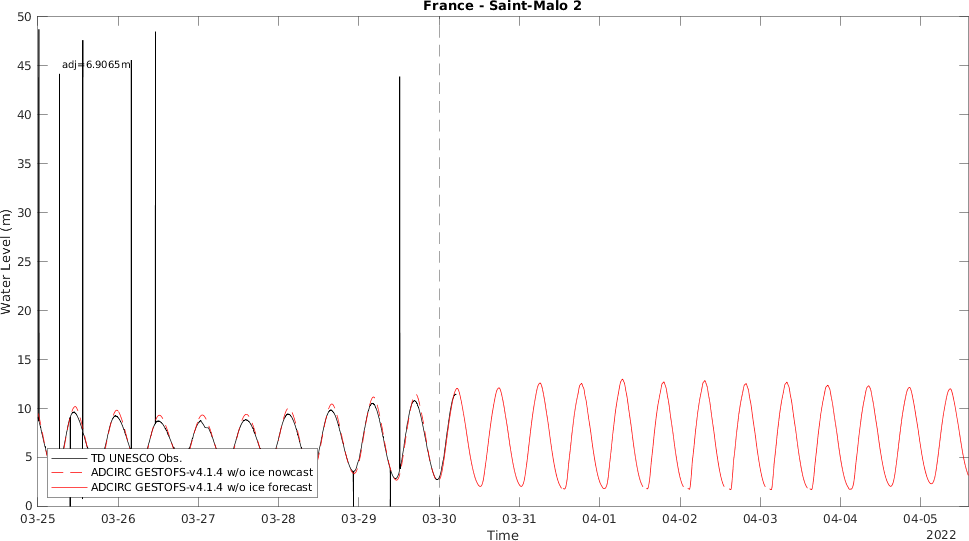 France - Saint-Malo 2
50
45
40
35
30
25
20
15
10
5
0
Water Level (m)
adj=6.9065m
TD UNESCO Obs.
ADCIRC GESTOFS-v4.1.4 w/o ice nowcast
ADCIRC GESTOFS-v4.1.4 w/o ice forecast
03-25 03-26 03-27 03-28 03-29 03-30 03-31 04-01 04-02 04-03 04-04 04-05
Time
2022